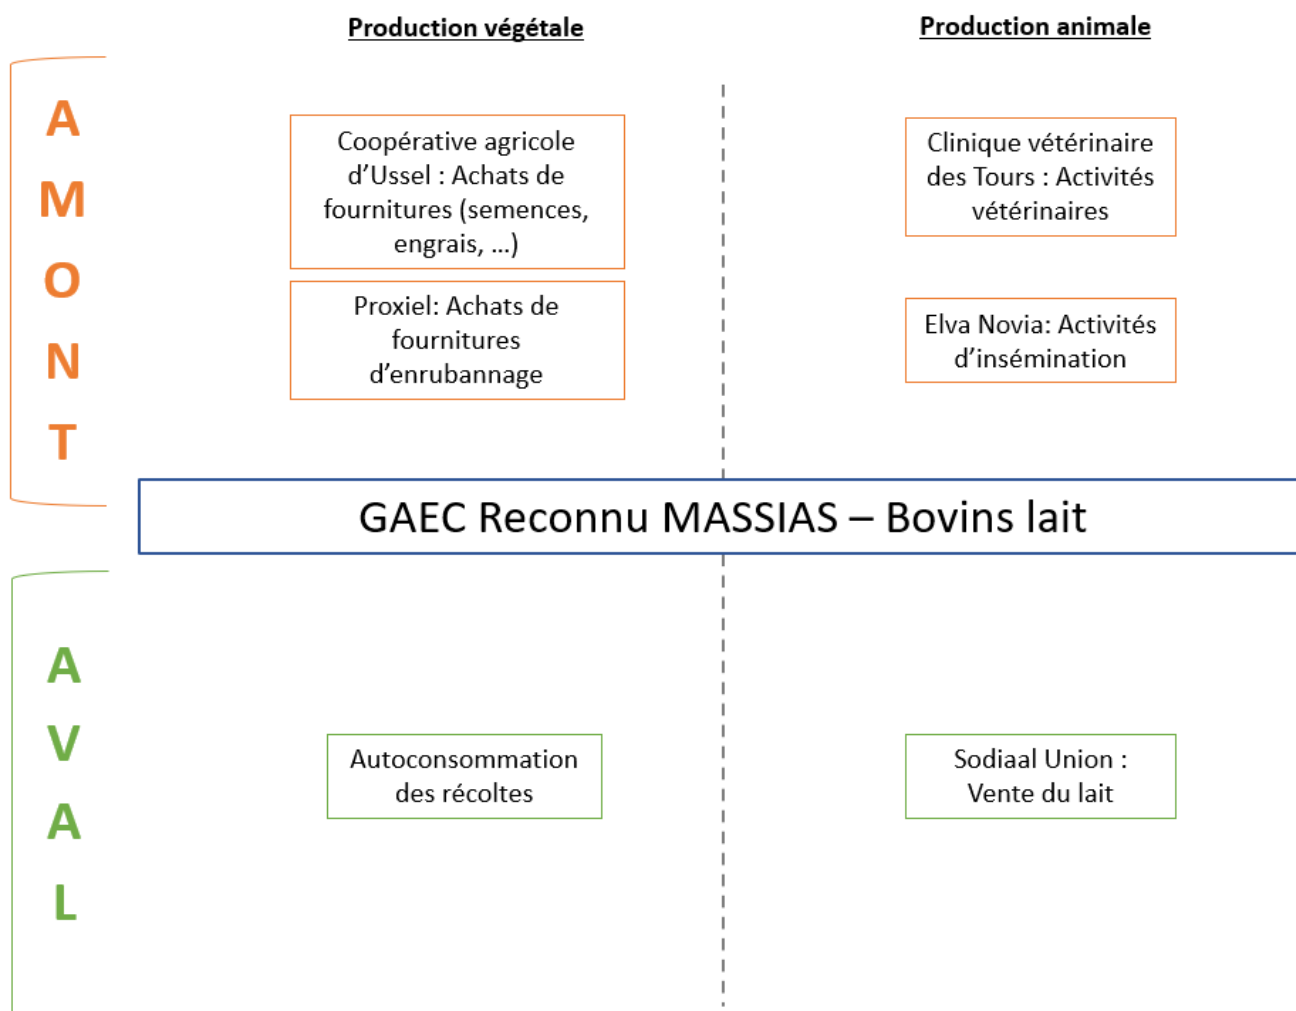 Production végétale
Production animale
A
M
O
N
T
Coopérative agricole
d’Ussel : Achats de
fournitures (semences,
engrais, …)
Clinique vétérinaire
des Tours : Activités
vétérinaires
Proxiel: Achats de
fournitures
d’enrubannage
Elva Novia: Activités
d’insémination
GAEC Reconnu MASSIAS – Bovins lait
A
V
A
L
Autoconsommation
des récoltes
Sodiaal Union :
Vente du lait